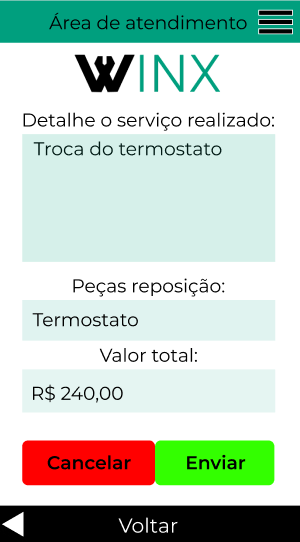 Área de atendimento
WINX
Detalhe o serviço realizado:
Troca do termostato
Peças reposição:
Termostato
Valor total:
R$ 240,00
Cancelar Enviar
Voltar